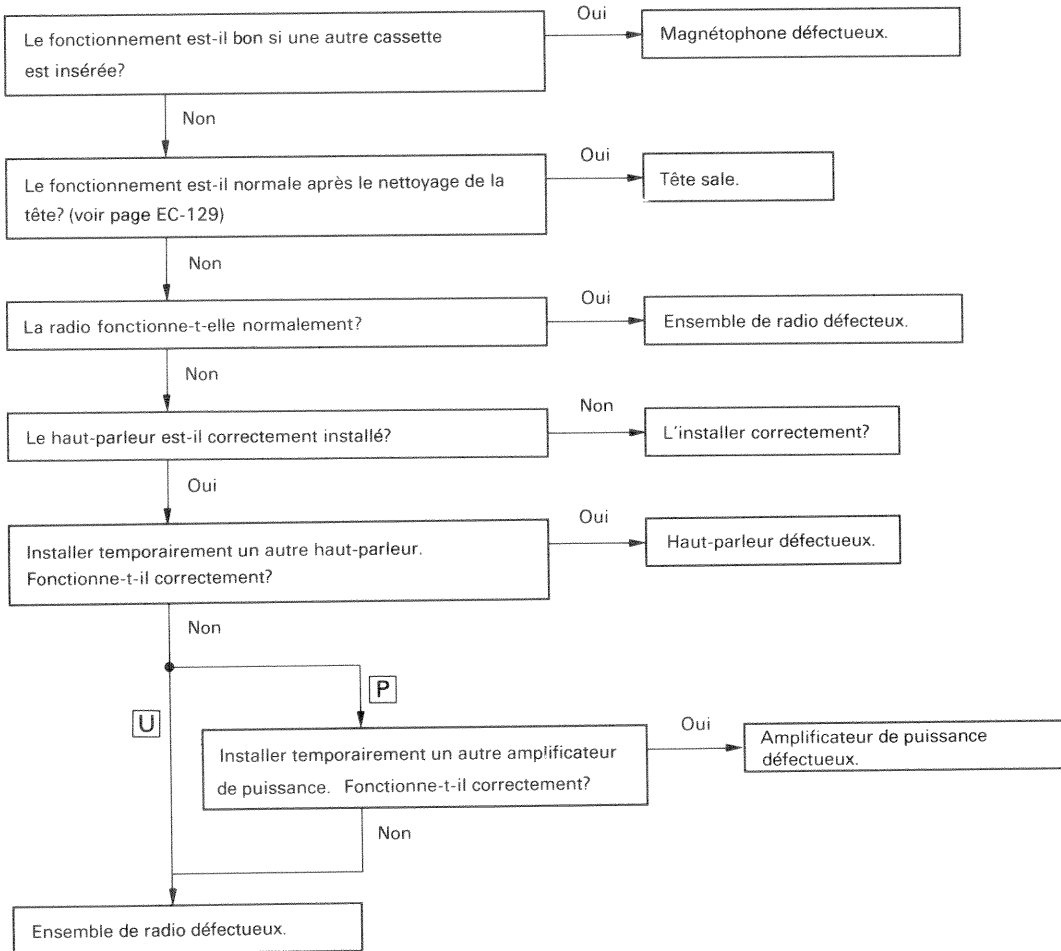 Le fonctionnement est-il bon si une autre cassette
est insérée?
Oui
Magnétophone défectueux.
Non
Le fonctionnement est-il normale après le nettoyage de la
tête? (voir page EC-129)
Oui
Tête sale.
Non
La radio fonctionne-t-elle normalement?
Oui
Ensemble de radio défecteux.
Non
Le haut-parleur est-il correctement installé?
Non
L'installer correctement?
Oui
Installer temporairement un autre haut-parleur.
Fonctionne-t-il correctement?
Oui
Haut-parleur défectueux.
Non
U
P
Installer temporairement un autre amplificateur
de puissance. Fonctionne-t-il correctement?
Oui
Amplificateur de puissance
défectueux.
Non
Ensemble de radio défectueux.